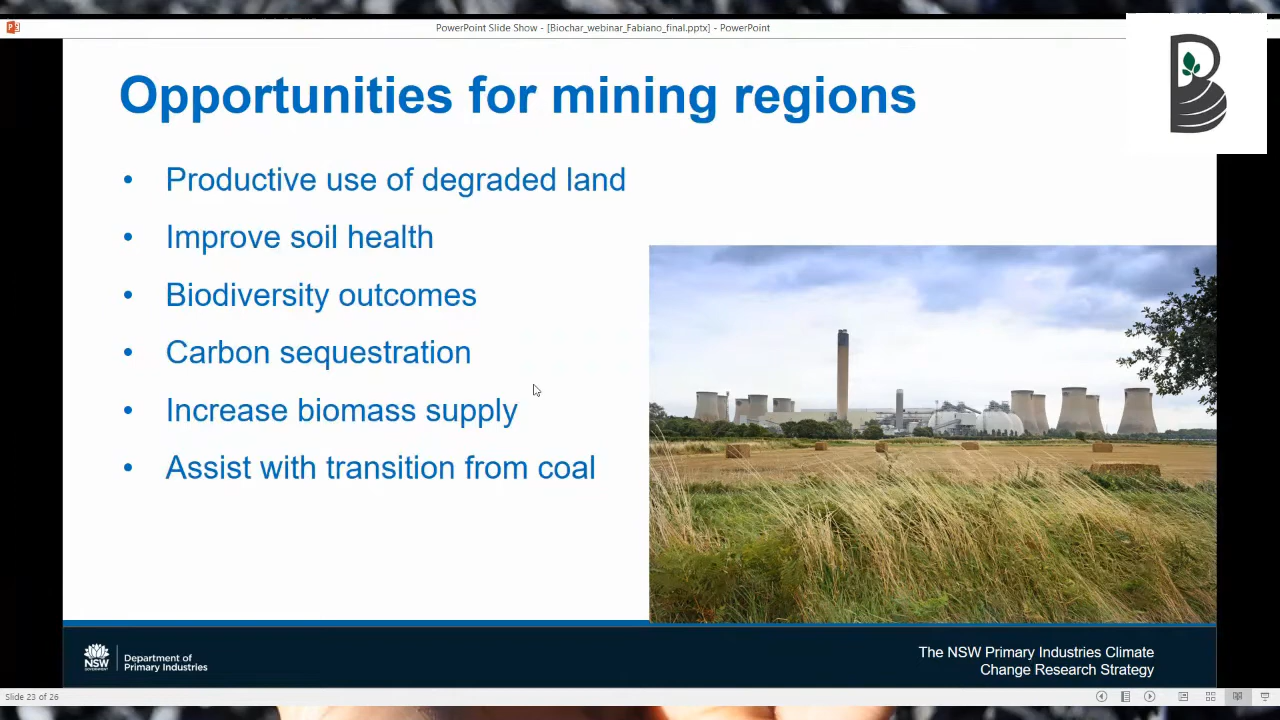 PowerPoint Slide Show - [Biochar_webinar_Fabiano_final.pptx] - PowerPoint
Opportunities for mining regions
• Productive use of degraded land
• Improve soil health
• Biodiversity outcomes
• Carbon sequestration
• Increase biomass supply
• Assist with transition from coal
NSW
GOVERNMENT
Department of
Primary Industries
The NSW Primary Industries Climate
Change Research Strategy
Slide 23 of 26